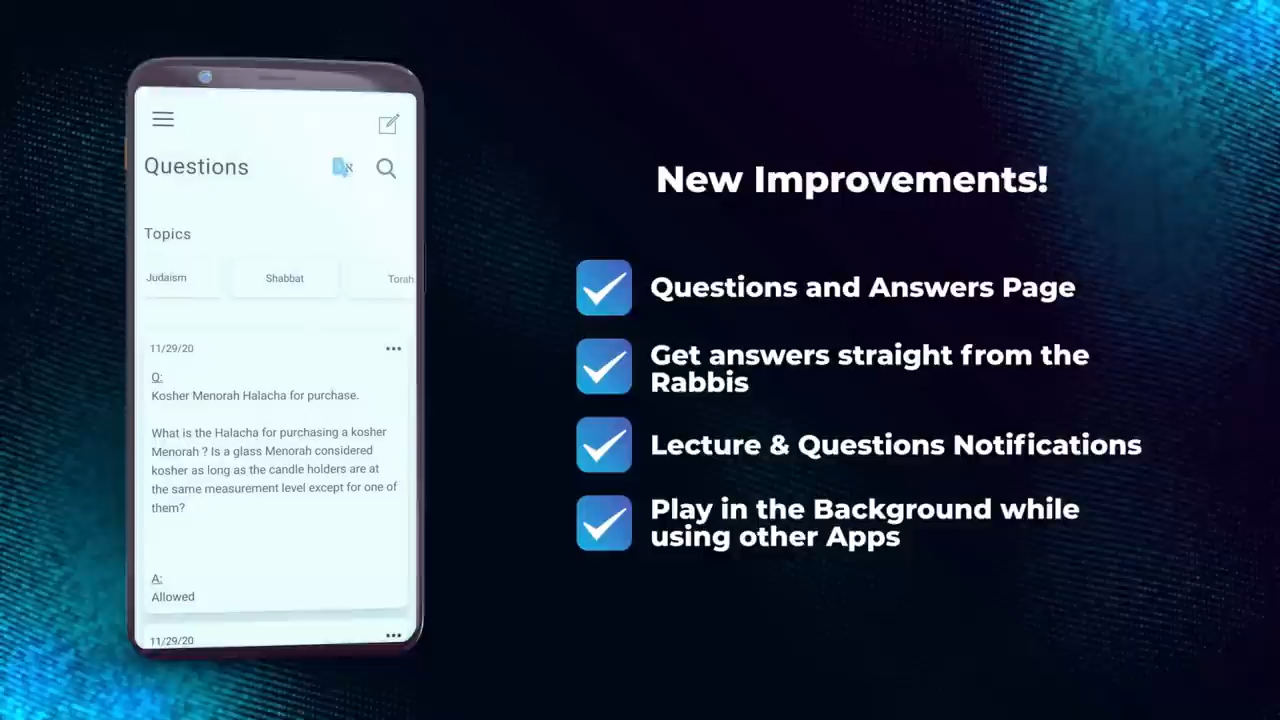 Questions
א
Topics
Judaism
Shabbat
Torah
11/29/20
Q:
Kosher Menorah Halacha for purchase.
What is the Halacha for purchasing a kosher
Menorah ? Is a glass Menorah considered
kosher as long as the candle holders are at
the same measurement level except for one of
them?
A:
Allowed
11/29/20
New Improvements!
Questions and Answers Page
Get answers straight from the
Rabbis
Lecture & Questions Notifications
Play in the Background while
using other Apps